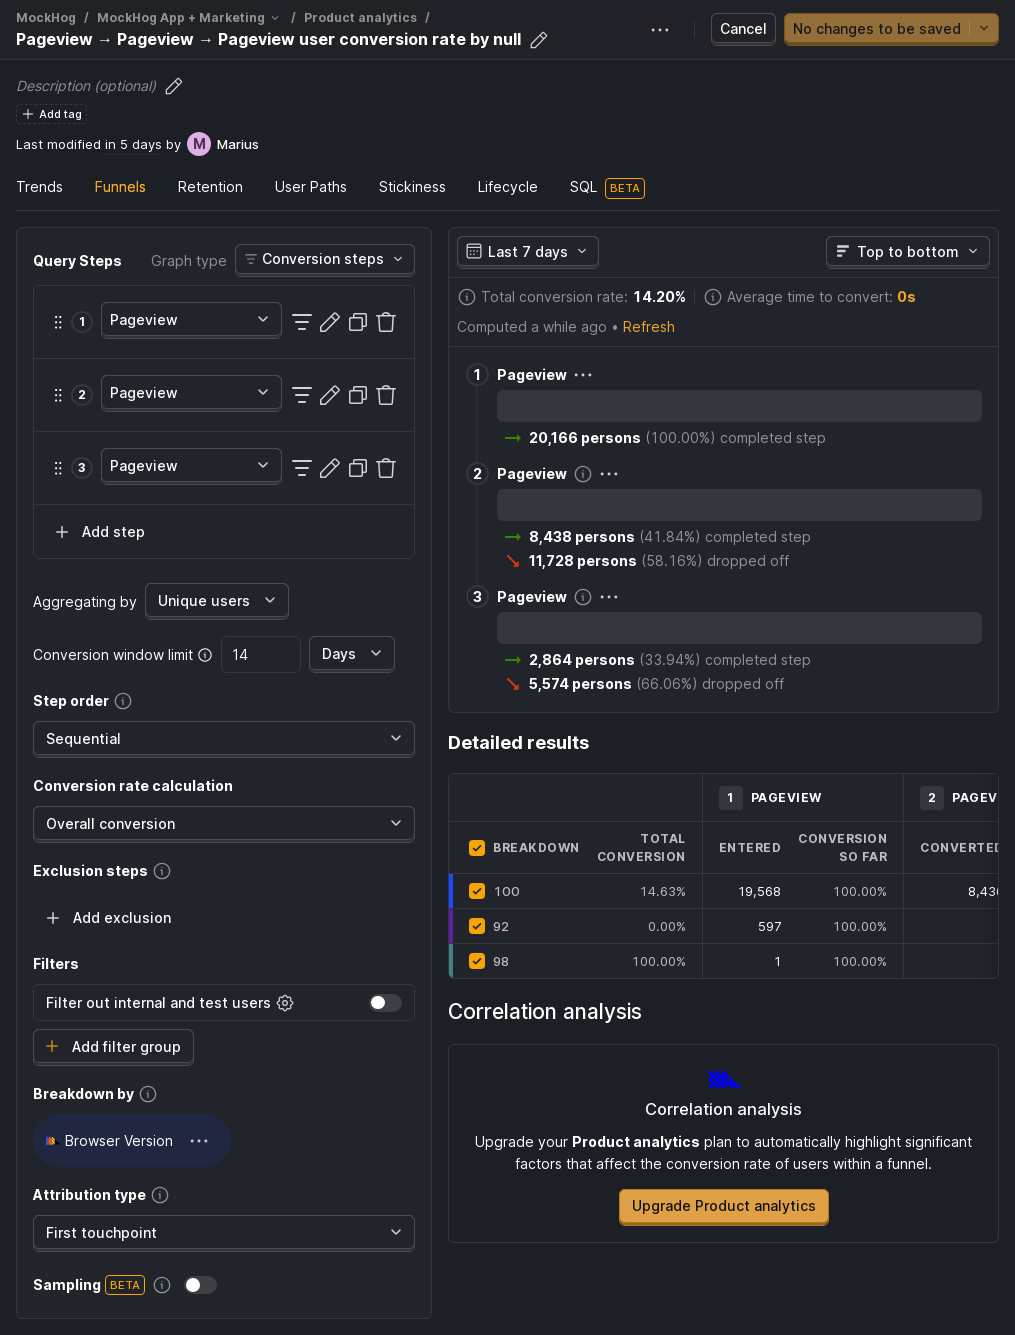 MockHog / MockHog App + Marketing / Product analytics /
Pageview → Pageview → Pageview user conversion rate by null
Cancel
No changes to be saved
Description (optional)
Add tag
Last modified in 5 days by M Marius
Trends Funnels Retention User Paths Stickiness Lifecycle SQL BETA
Query Steps Graph type Conversion steps
1 Pageview
2 Pageview
3 Pageview
Add step
Aggregating by Unique users
Conversion window limit 14 Days
Step order
Sequential
Conversion rate calculation
Overall conversion
Exclusion steps
Add exclusion
Filters
Filter out internal and test users
Add filter group
Breakdown by
Browser Version
Attribution type
First touchpoint
Sampling BETA
Last 7 days
Top to bottom
Total conversion rate: 14.20% Average time to convert: 0s
Computed a while ago • Refresh
1 Pageview
20,166 persons (100.00%) completed step
2 Pageview
8,438 persons (41.84%) completed step
11,728 persons (58.16%) dropped off
3 Pageview
2,864 persons (33.94%) completed step
5,574 persons (66.06%) dropped off
Detailed results
1 PAGEVIEW 2 PAGEV
BREAKDOWN TOTAL CONVERSION ENTERED CONVERSION SO FAR CONVERTED
100 14.63% 19,568 100.00% 8,436
92 0.00% 597 100.00%
98 100.00% 1 100.00%
Correlation analysis
Correlation analysis
Upgrade your Product analytics plan to automatically highlight significant
factors that affect the conversion rate of users within a funnel.
Upgrade Product analytics